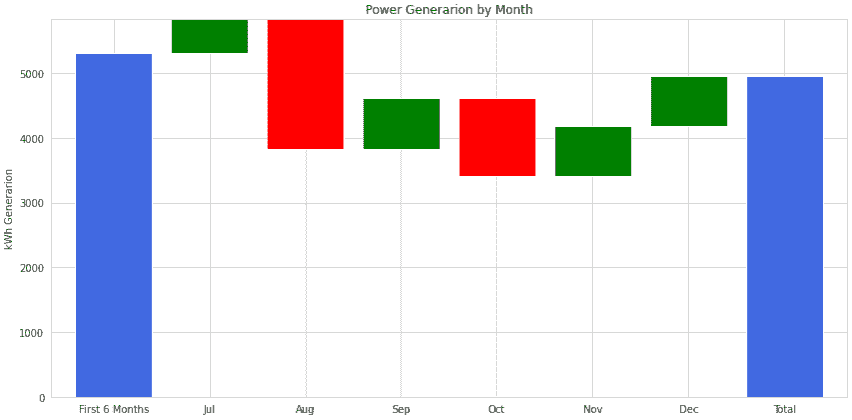 Power Generarion by Month
kWh Generarion
5000
4000
3000
2000
1000
0
First 6 Months Jul Aug Sep Oct Nov Dec Total